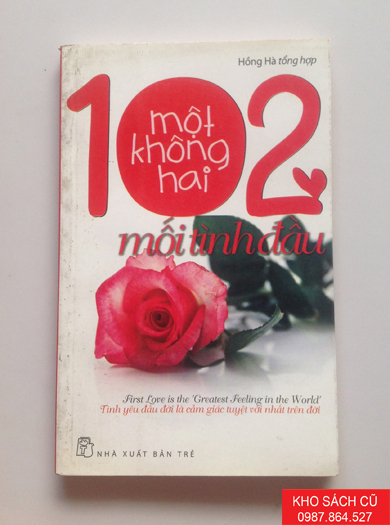 Hồng Hà tổng hợp
102
một
không
hai
mối tình đầu
First Love is the 'Greatest Feeling in the World'
Tình yêu đầu đời là cảm giác tuyệt vời nhất trên đời
NHÀ XUẤT BẢN TRẺ
KHO SÁCH CŨ
0987.864.527